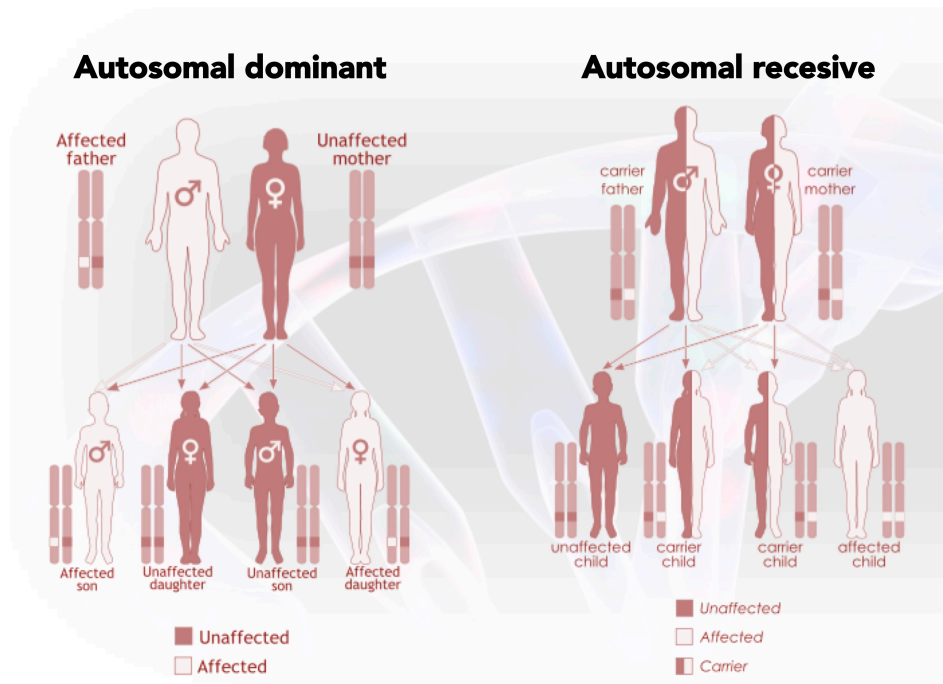 Autosomal dominant
Affected
father
Unaffected
mother
Affected
son
Unaffected
daughter
Unaffected
son
Affected
daughter
Unaffected
Affected
Autosomal recesive
carrier
father
carrier
mother
unaffected
child
carrier
child
carrier
child
affected
child
Unaffected
Affected
Carrier